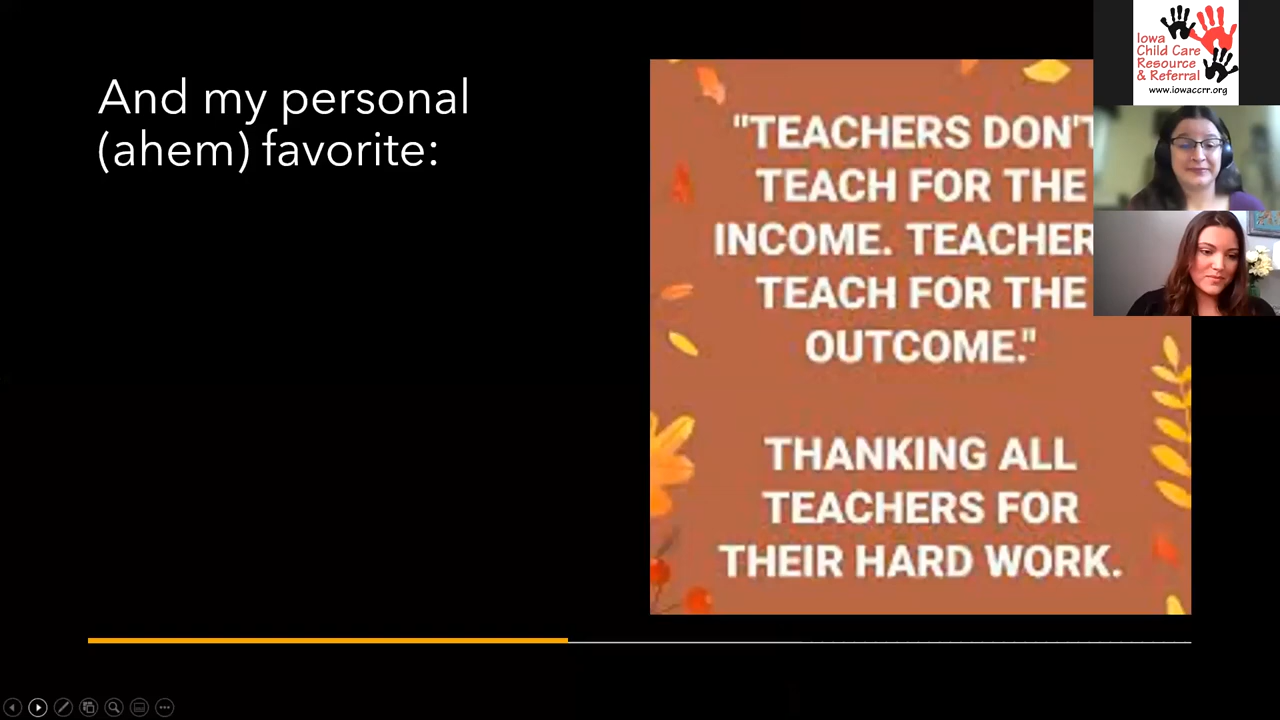 And my personal
(ahem) favorite:
"TEACHERS DON'T
TEACH FOR THE
INCOME. TEACHER
TEACH FOR THE
OUTCOME."
THANKING ALL
TEACHERS FOR
THEIR HARD WORK.
Iowa
Child Care
Resource
& Referral
www.iowaccrr.org